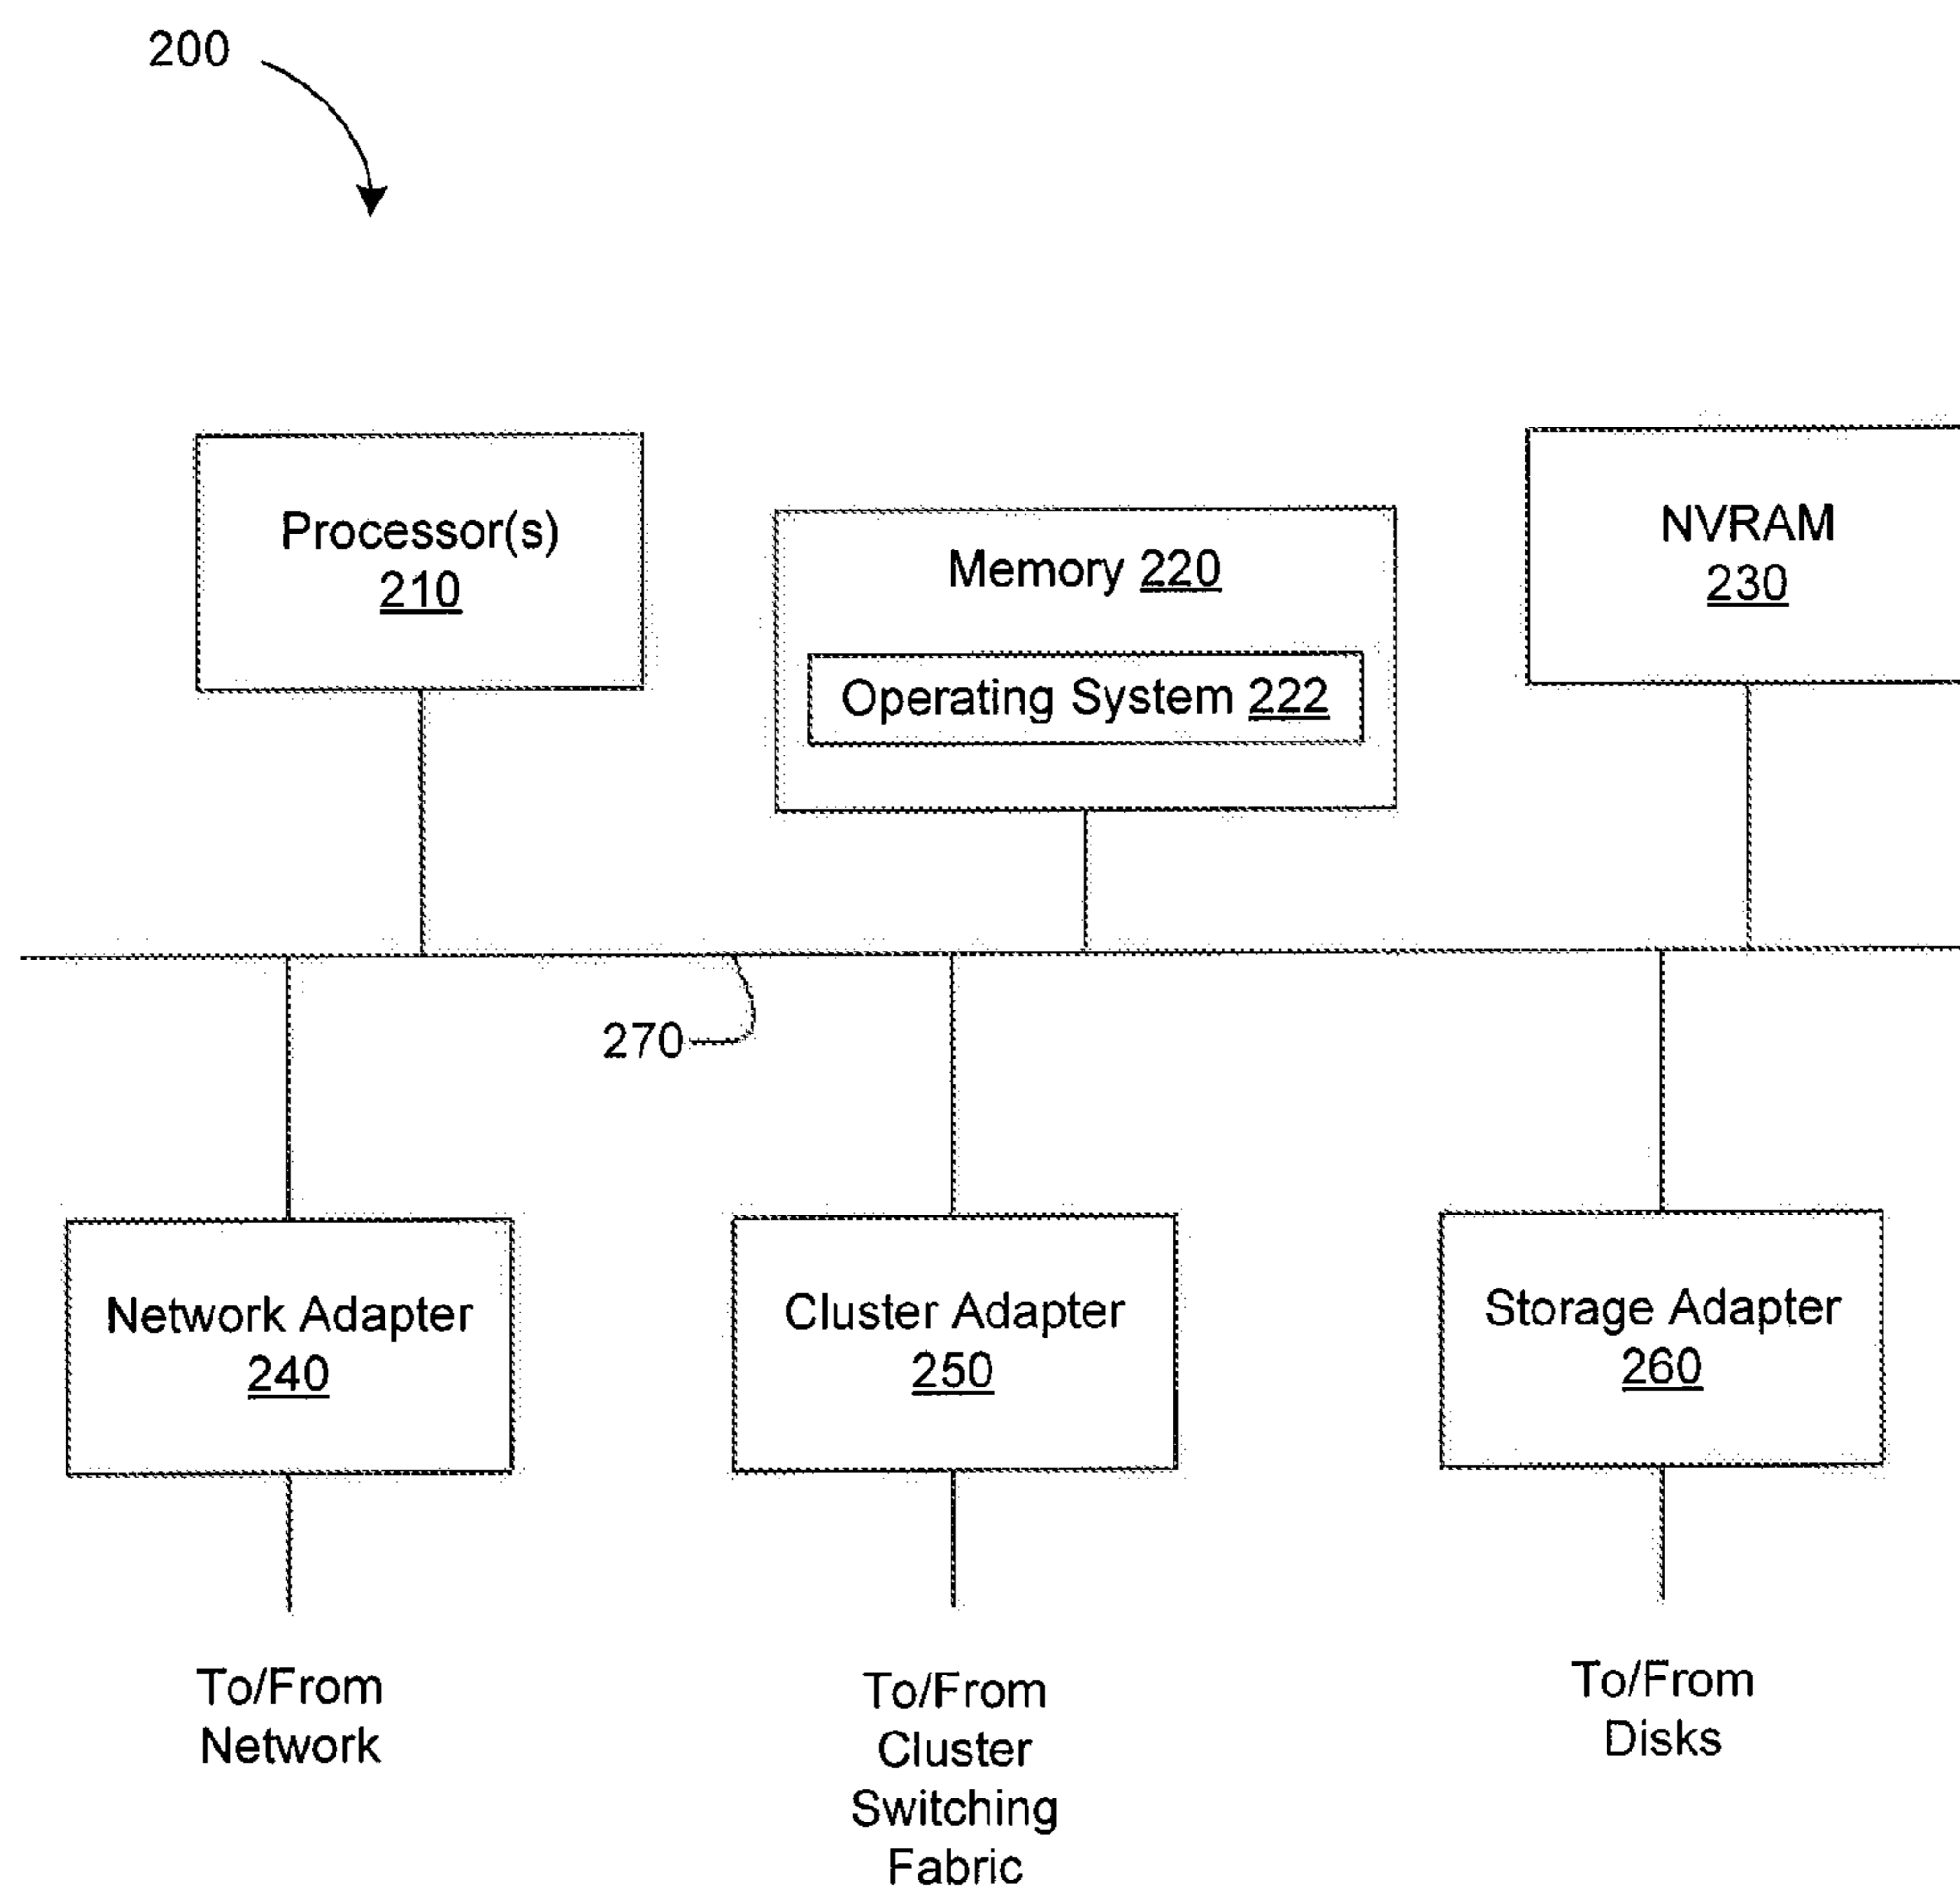 200
Processor(s)
210
Memory 220
Operating System 222
NVRAM
230
270
Network Adapter
240
Cluster Adapter
250
Storage Adapter
260
To/From
Network
To/From
Cluster
Switching
Fabric
To/From
Disks